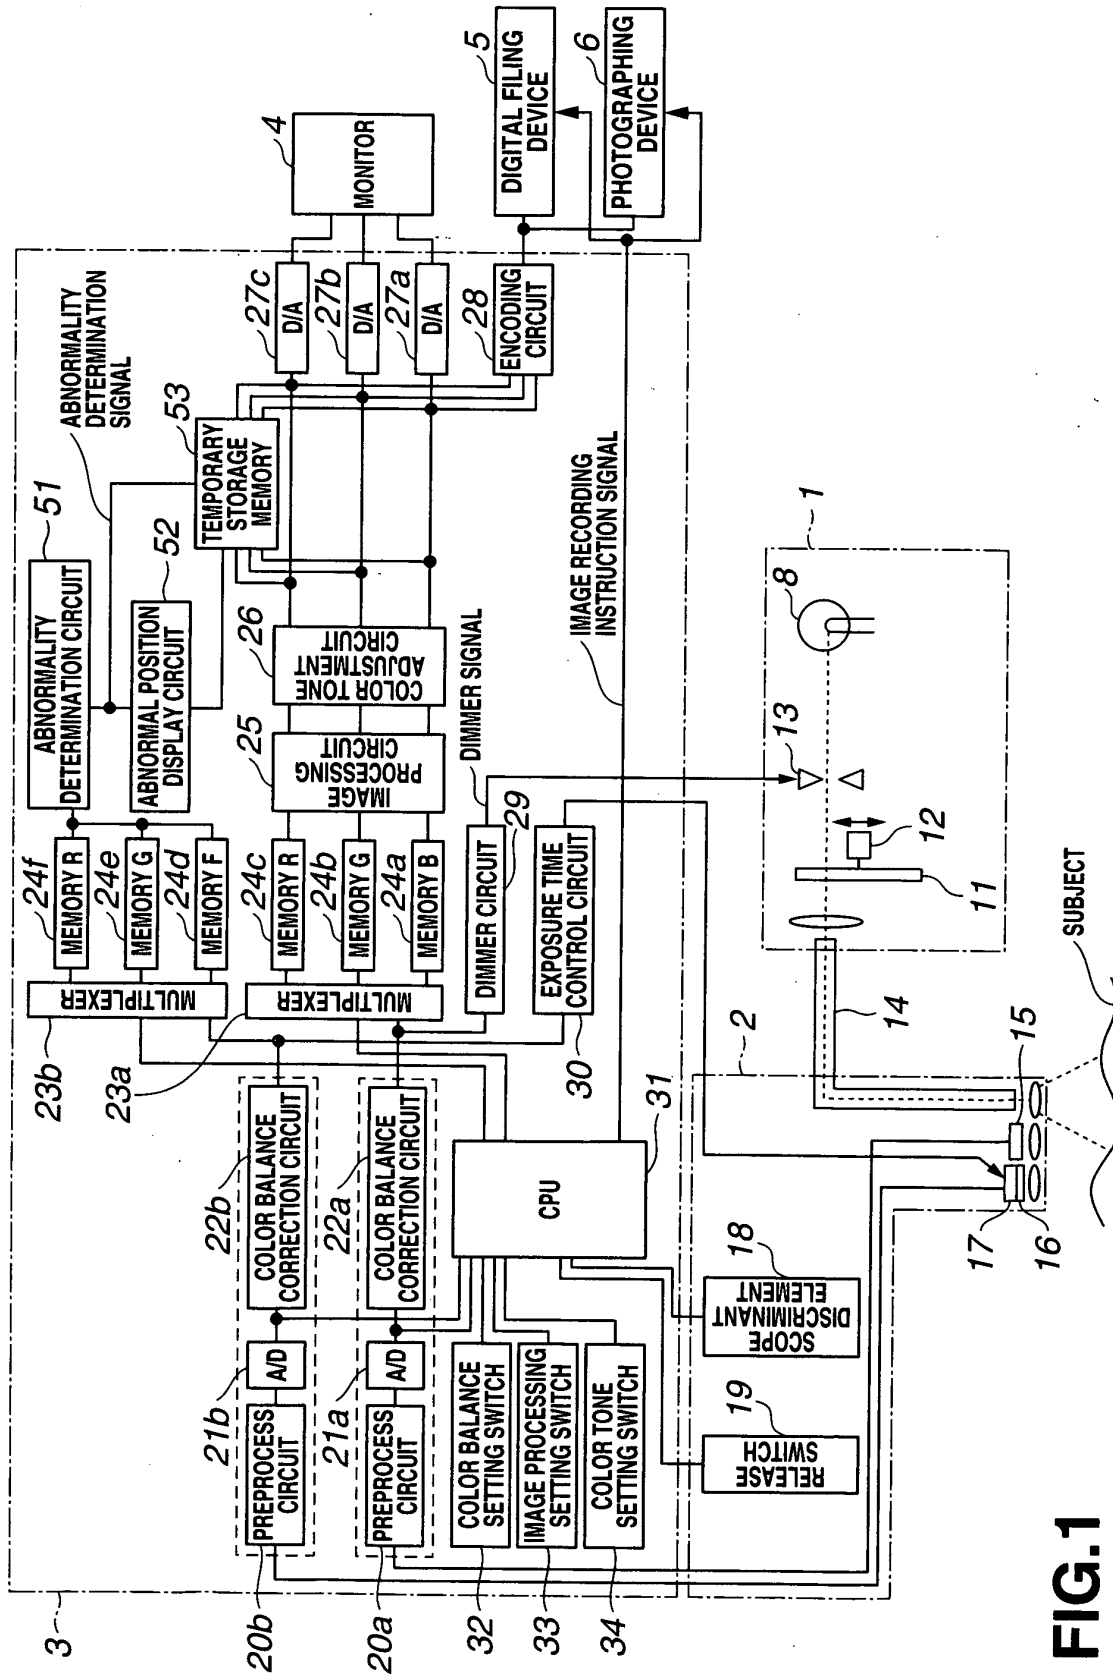 3
20b
PREPROCESS
CIRCUIT
21b
A/D
22b
COLOR BALANCE
CORRECTION CIRCUIT
20a
PREPROCESS
CIRCUIT
21a
A/D
22a
COLOR BALANCE
CORRECTION CIRCUIT
32
COLOR BALANCE
SETTING SWITCH
33
IMAGE PROCESSING
SETTING SWITCH
34
COLOR TONE
SETTING SWITCH
CPU
31
23b
MULTIPLEXER
23a
MULTIPLEXER
24f
MEMORY R
24e
MEMORY G
24d
MEMORY F
24c
MEMORY R
24b
MEMORY G
24a
MEMORY B
DIMMER CIRCUIT
29
DIMMER SIGNAL
30
EXPOSURE TIME
CONTROL CIRCUIT
ABNORMALITY
DETERMINATION CIRCUIT
51
ABNORMAL POSITION
DISPLAY CIRCUIT
52
ABNORMALITY
DETERMINATION
SIGNAL
25
IMAGE
PROCESSING
CIRCUIT
26
COLOR TONE
ADJUSTMENT
CIRCUIT
TEMPORARY
STORAGE
MEMORY
53
27c
D/A
27b
D/A
27a
D/A
28
ENCODING
CIRCUIT
IMAGE RECORDING
INSTRUCTION SIGNAL
4
MONITOR
5
DIGITAL FILING
DEVICE
6
PHOTOGRAPHING
DEVICE
19
RELEASE
SWITCH
18
SCOPE
DISCRIMINANT
ELEMENT
2
17
16
15
14
SUBJECT
1
8
13
12
11
FIG.1